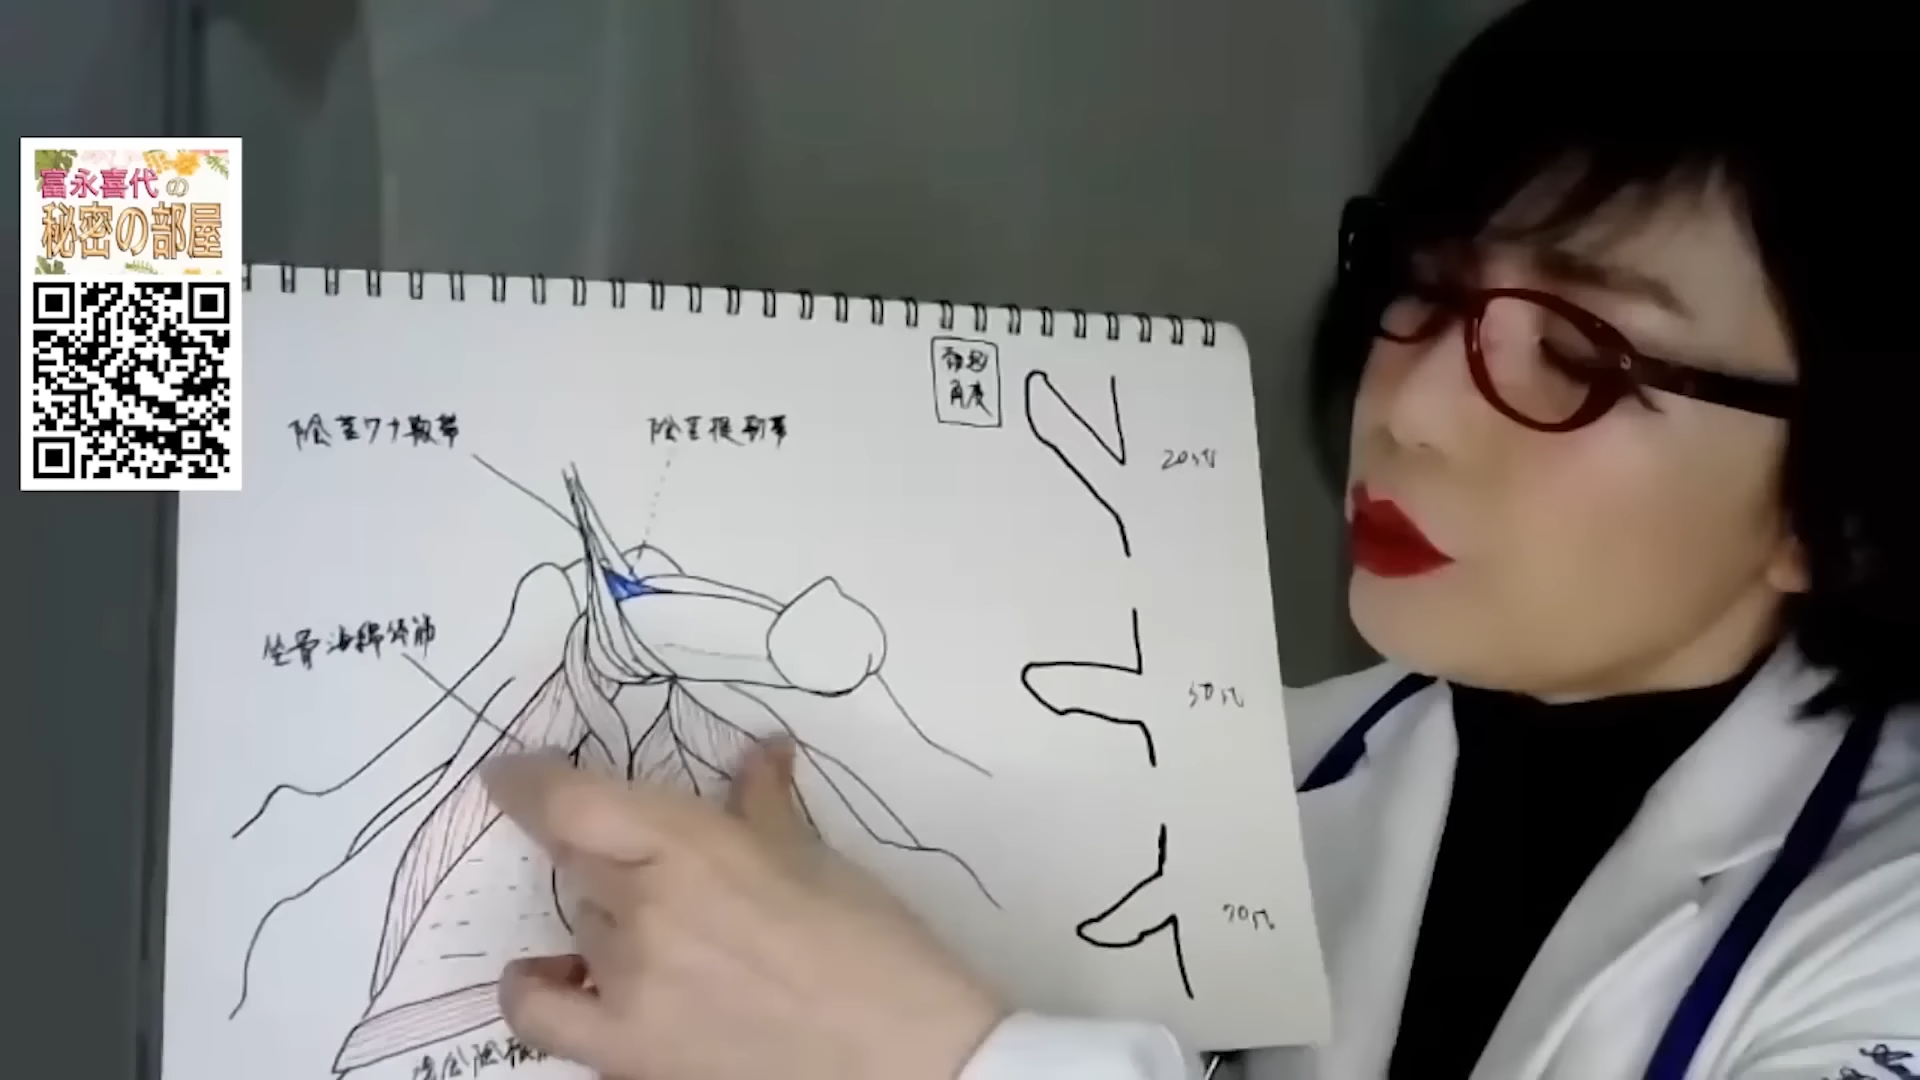 富永喜代の
秘密の部屋
勃起
角度
陰茎ワナ靭帯
陰茎提靭帯
20代
坐骨海綿体筋
50代
70代